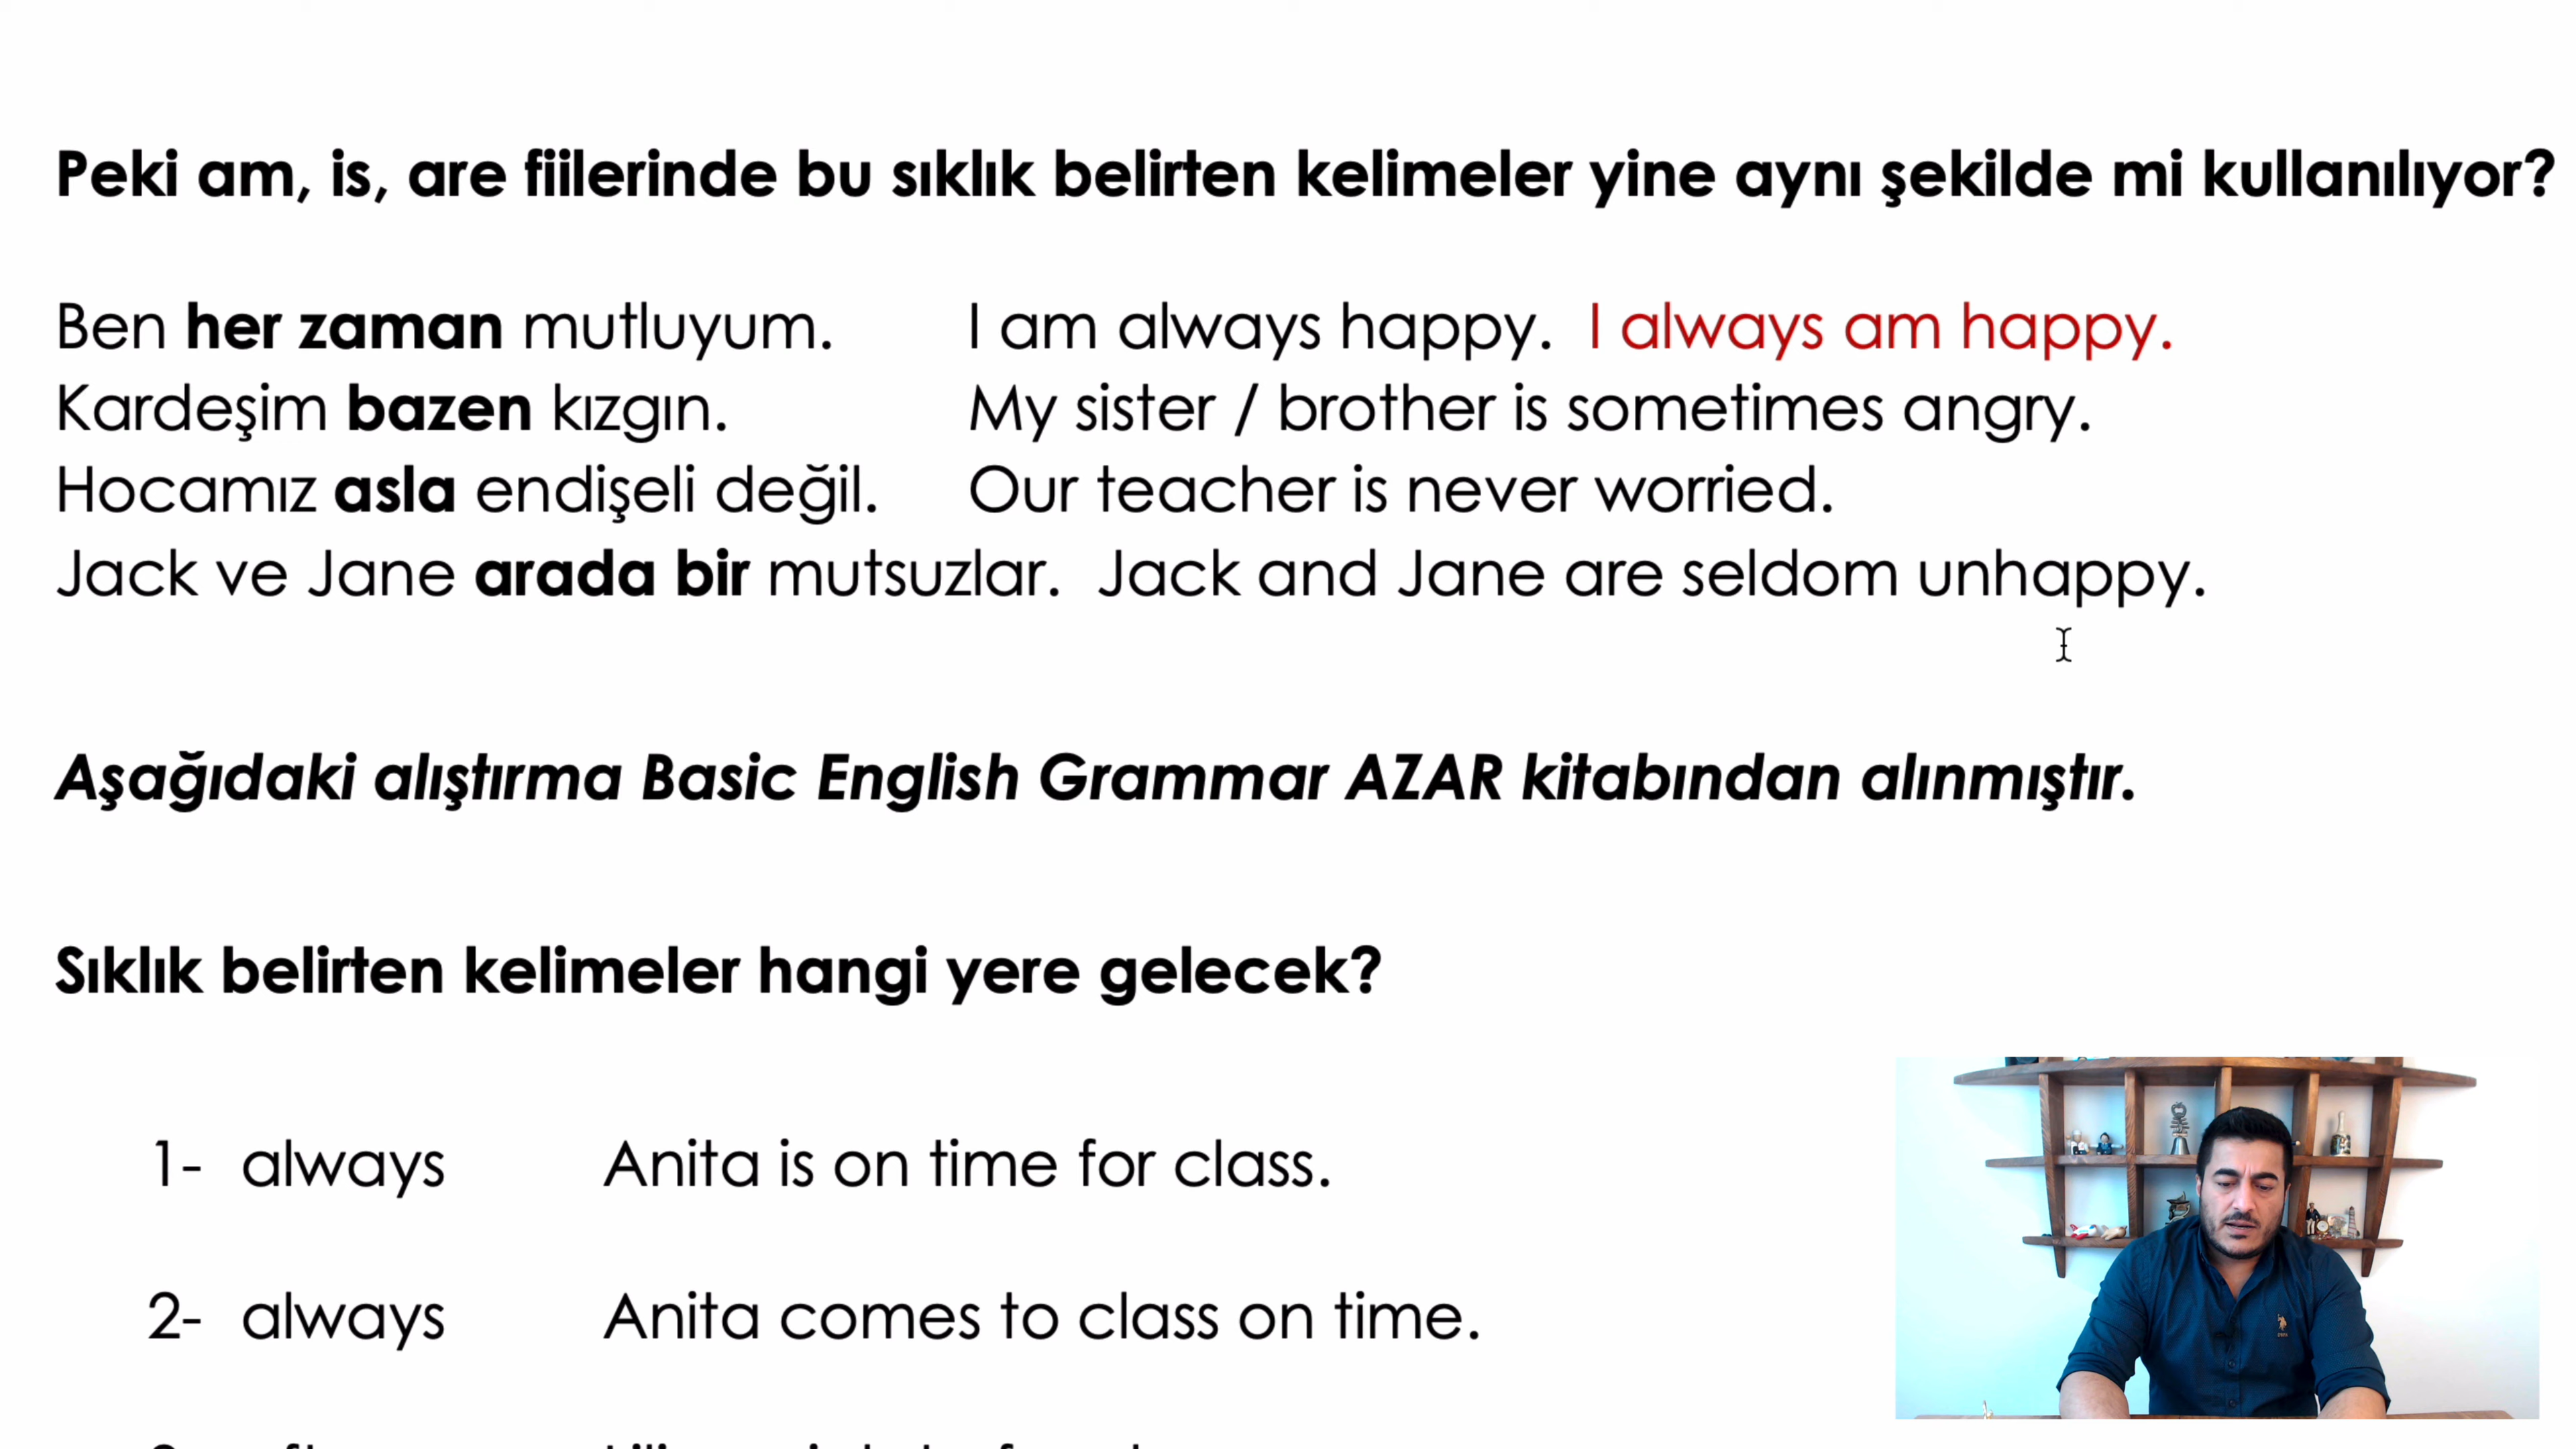 Peki am, is, are fiilerinde bu sıklık belirten kelimeler yine aynı şekilde mi kullanılıyor?
Ben her zaman mutluyum. I am always happy. I always am happy.
Kardeşim bazen kızgın. My sister / brother is sometimes angry.
Hocamız asla endişeli değil. Our teacher is never worried.
Jack ve Jane arada bir mutsuzlar. Jack and Jane are seldom unhappy.
Aşağıdaki alıştırma Basic English Grammar AZAR kitabından alınmıştır.
Sıklık belirten kelimeler hangi yere gelecek?
1- always Anita is on time for class.
2- always Anita comes to class on time.